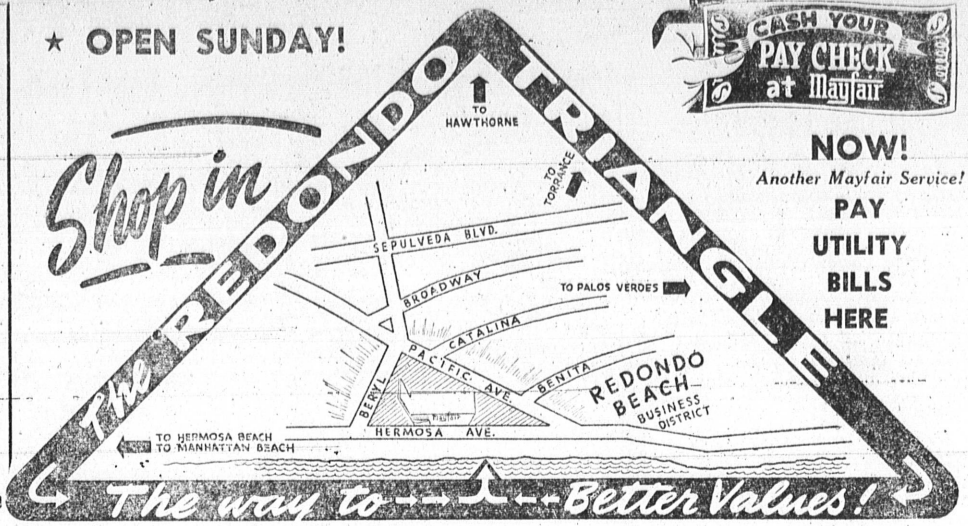 ★ OPEN SUNDAY!
Shop in
The REDONDO TRIANGLE
CASH YOUR
PAY CHECK
at Mayfair
NOW!
Another Mayfair Service!
PAY
UTILITY
BILLS
HERE
TO
HAWTHORNE
TO
TORRANCE
SEPULVEDA BLVD.
BROADWAY
TO PALOS VERDES
CATALINA
PACIFIC AVE.
BENITA
BERYL
Mayfair
REDONDO
BEACH
BUSINESS
DISTRICT
HERMOSA AVE.
TO HERMOSA BEACH
TO MANHATTAN BEACH
The way to Better Values!